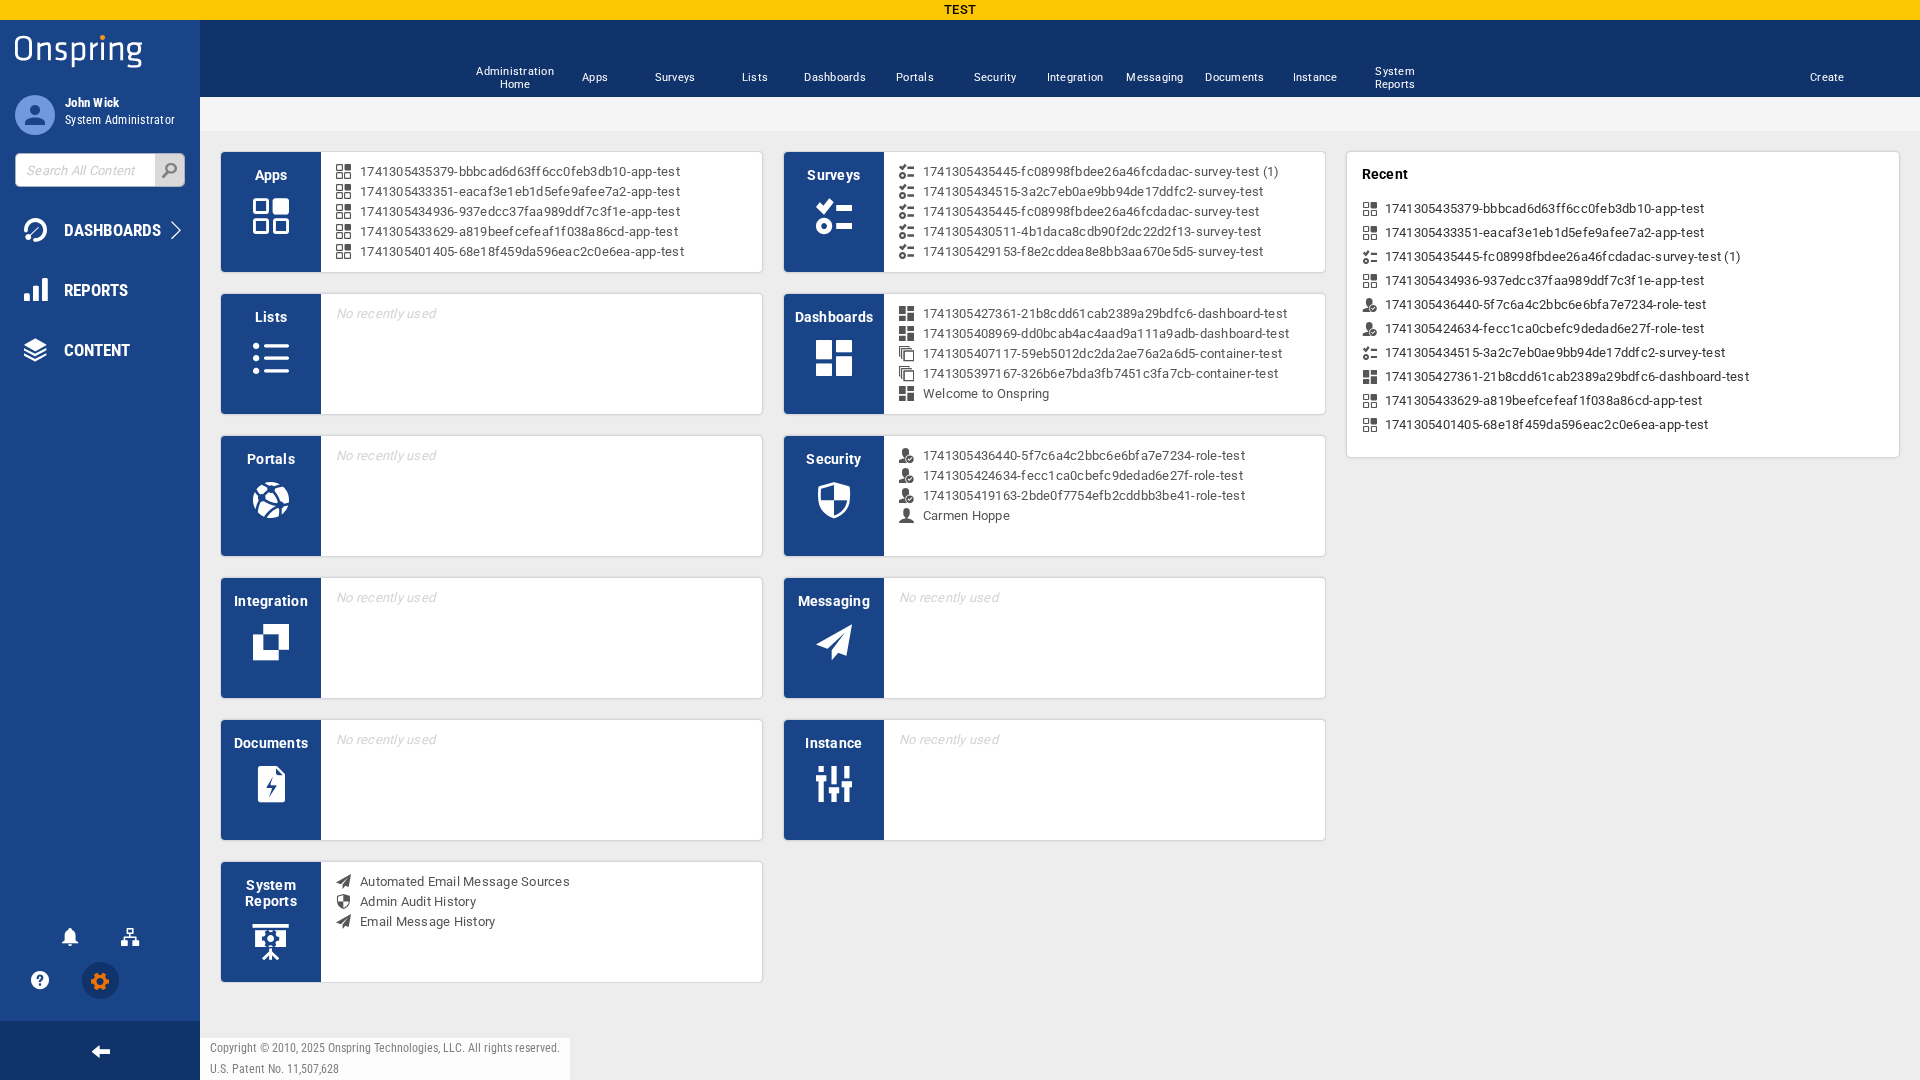 TEST
Onspring
John Wick
System Administrator
Search All Content
DASHBOARDS
REPORTS
CONTENT
Administration Home
Apps
Surveys
Lists
Dashboards
Portals
Security
Integration
Messaging
Documents
Instance
System Reports
Create
Apps
1741305435379-bbbcad6d63ff6cc0feb3db10-app-test
1741305433351-eacaf3e1eb1d5efe9afee7a2-app-test
1741305434936-937edcc37faa989ddf7c3f1e-app-test
1741305433629-a819beefcefeaf1f038a86cd-app-test
1741305401405-68e18f459da596eac2c0e6ea-app-test
Surveys
1741305435445-fc08998fbdee26a46fcdadac-survey-test (1)
1741305434515-3a2c7eb0ae9bb94de17ddfc2-survey-test
1741305435445-fc08998fbdee26a46fcdadac-survey-test
1741305430511-4b1daca8cdb90f2dc22d2f13-survey-test
1741305429153-f8e2cddea8e8bb3aa670e5d5-survey-test
Lists
No recently used
Dashboards
1741305427361-21b8cdd61cab2389a29bdfc6-dashboard-test
1741305408969-dd0bcab4ac4aad9a111a9adb-dashboard-test
1741305407117-59eb5012dc2da2ae76a2a6d5-container-test
1741305397167-326b6e7bda3fb7451c3fa7cb-container-test
Welcome to Onspring
Portals
No recently used
Security
1741305436440-5f7c6a4c2bbc6e6bfa7e7234-role-test
1741305424634-fecc1ca0cbefc9dedad6e27f-role-test
1741305419163-2bde0f7754efb2cddbb3be41-role-test
Carmen Hoppe
Integration
No recently used
Messaging
No recently used
Documents
No recently used
Instance
No recently used
System
Reports
Automated Email Message Sources
Admin Audit History
Email Message History
Recent
1741305435379-bbbcad6d63ff6cc0feb3db10-app-test
1741305433351-eacaf3e1eb1d5efe9afee7a2-app-test
1741305435445-fc08998fbdee26a46fcdadac-survey-test (1)
1741305434936-937edcc37faa989ddf7c3f1e-app-test
1741305436440-5f7c6a4c2bbc6e6bfa7e7234-role-test
1741305424634-fecc1ca0cbefc9dedad6e27f-role-test
1741305434515-3a2c7eb0ae9bb94de17ddfc2-survey-test
1741305427361-21b8cdd61cab2389a29bdfc6-dashboard-test
1741305433629-a819beefcefeaf1f038a86cd-app-test
1741305401405-68e18f459da596eac2c0e6ea-app-test
Copyright © 2010, 2025 Onspring Technologies, LLC. All rights reserved.
U.S. Patent No. 11,507,628